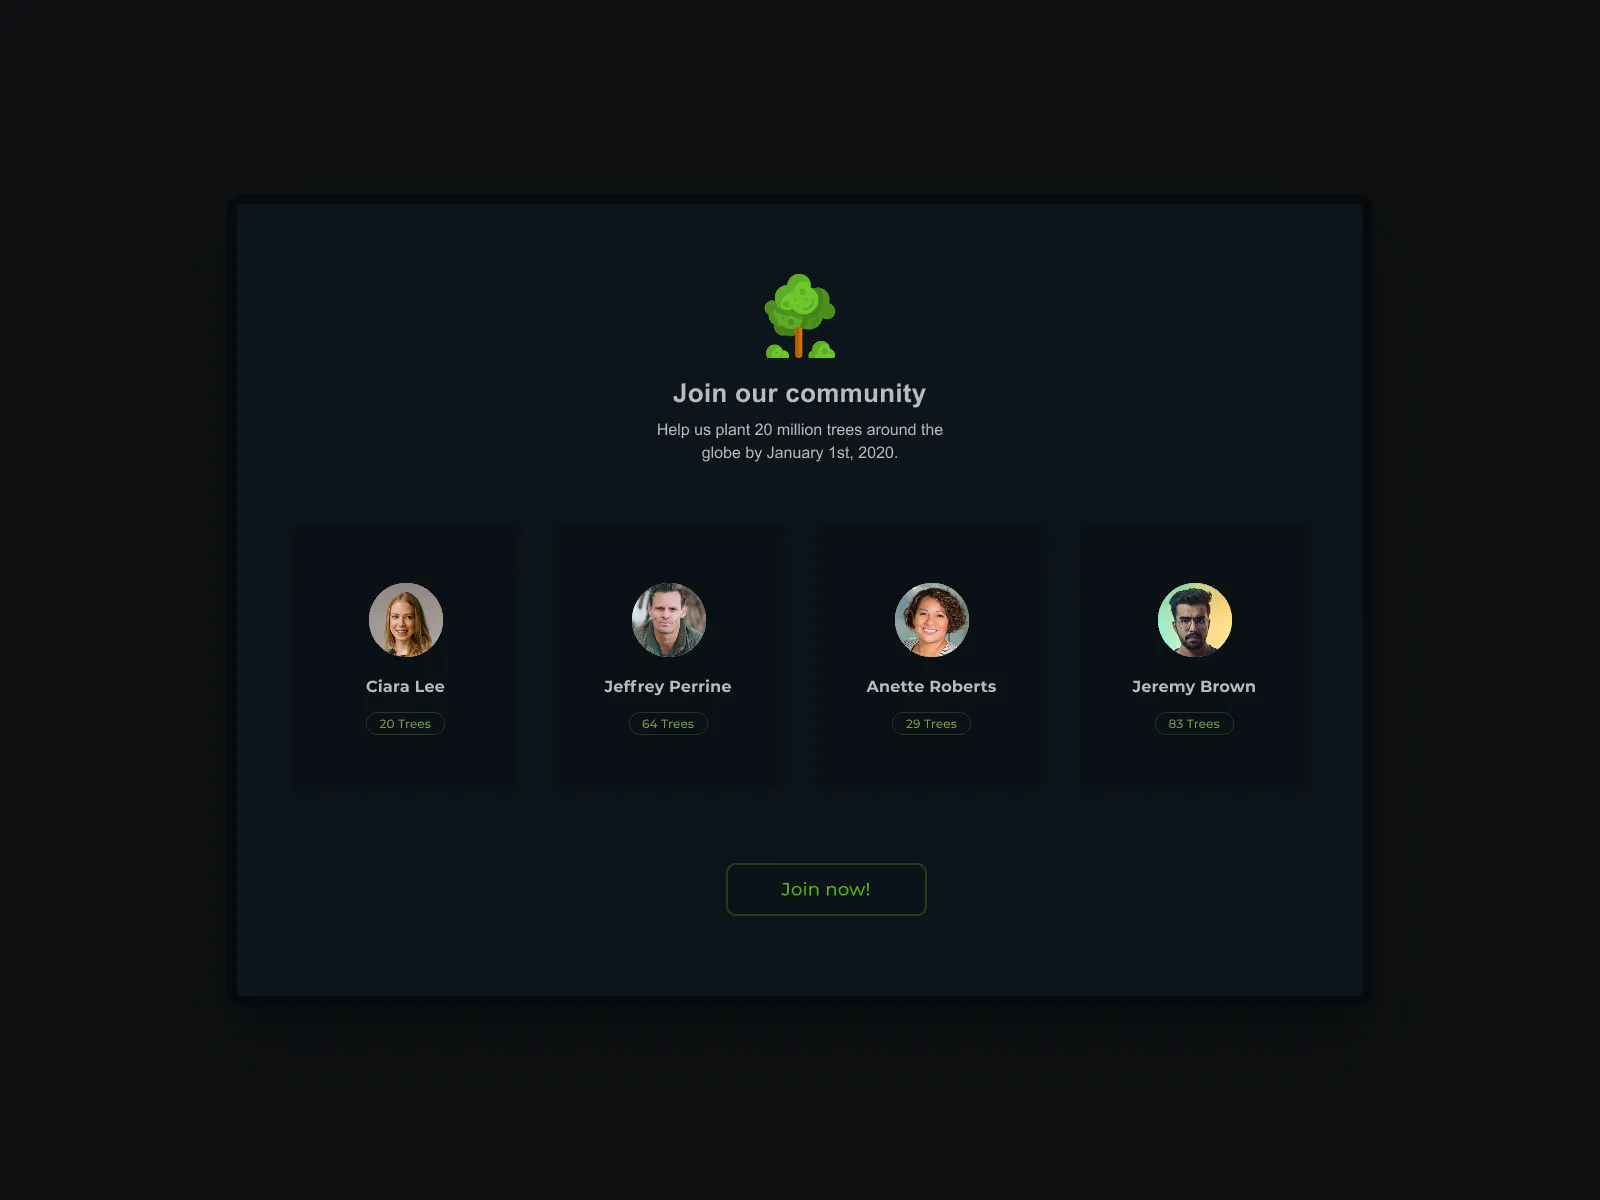 Join our community
Help us plant 20 million trees around the
globe by January 1st, 2020.
Ciara Lee
20 Trees
Jeffrey Perrine
64 Trees
Anette Roberts
29 Trees
Jeremy Brown
83 Trees
Join now!